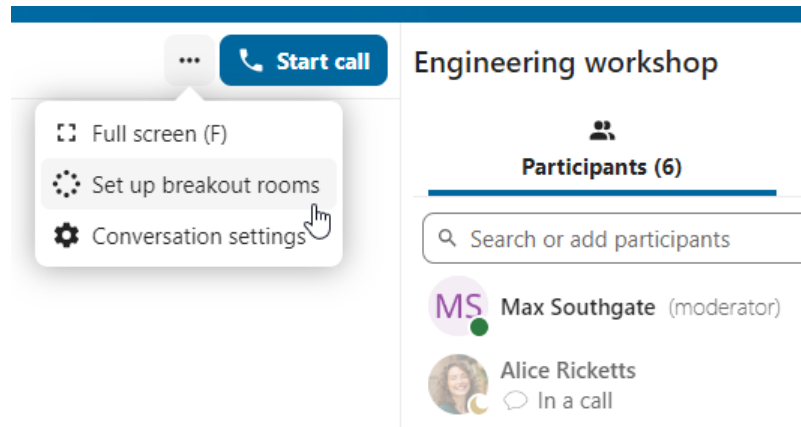 Start call
Engineering workshop
Full screen (F)
Set up breakout rooms
Conversation settings
Participants (6)
Search or add participants
MS Max Southgate (moderator)
Alice Ricketts
In a call